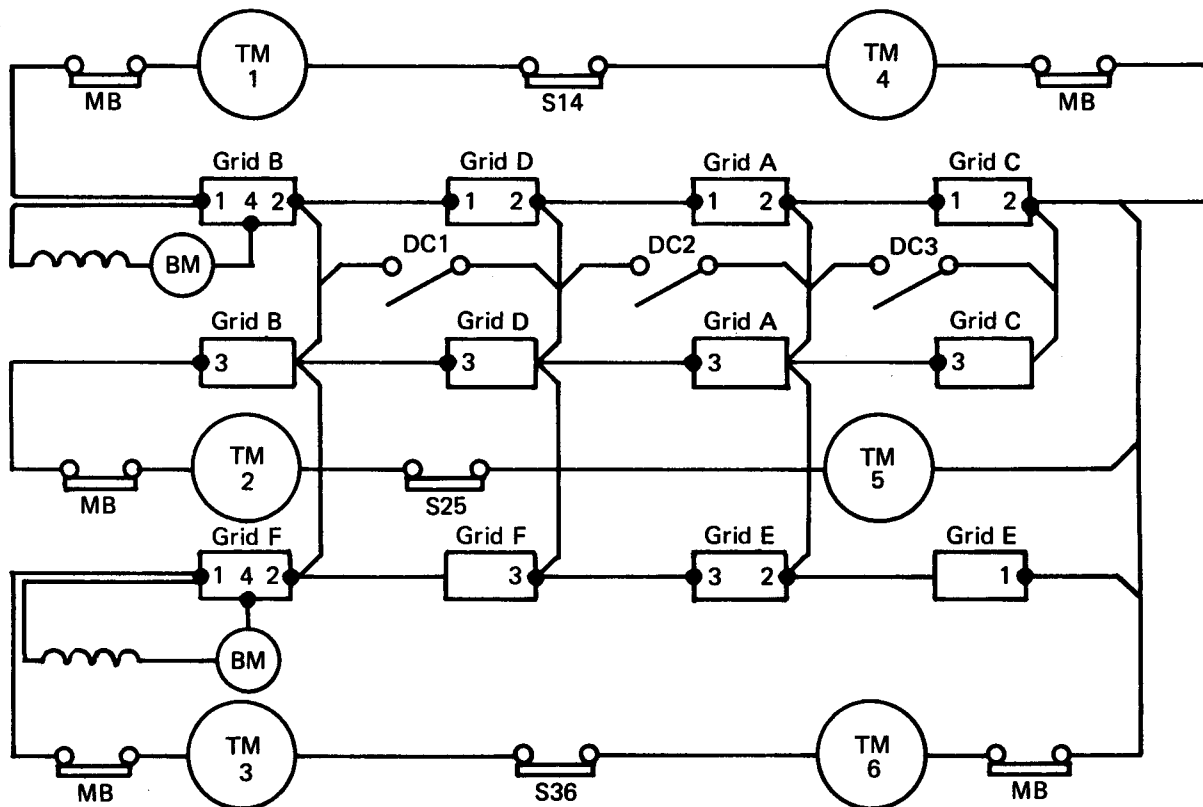 TM
1
TM
4
MB
S14
MB
Grid B
Grid D
Grid A
Grid C
1 4 2
1 2
1 2
1 2
DC1
DC2
DC3
BM
Grid B
Grid D
Grid A
Grid C
3
3
3
3
TM
2
TM
5
MB
S25
Grid F
Grid F
Grid E
Grid E
1 4 2
3
3 2
1
BM
TM
3
TM
6
MB
S36
MB